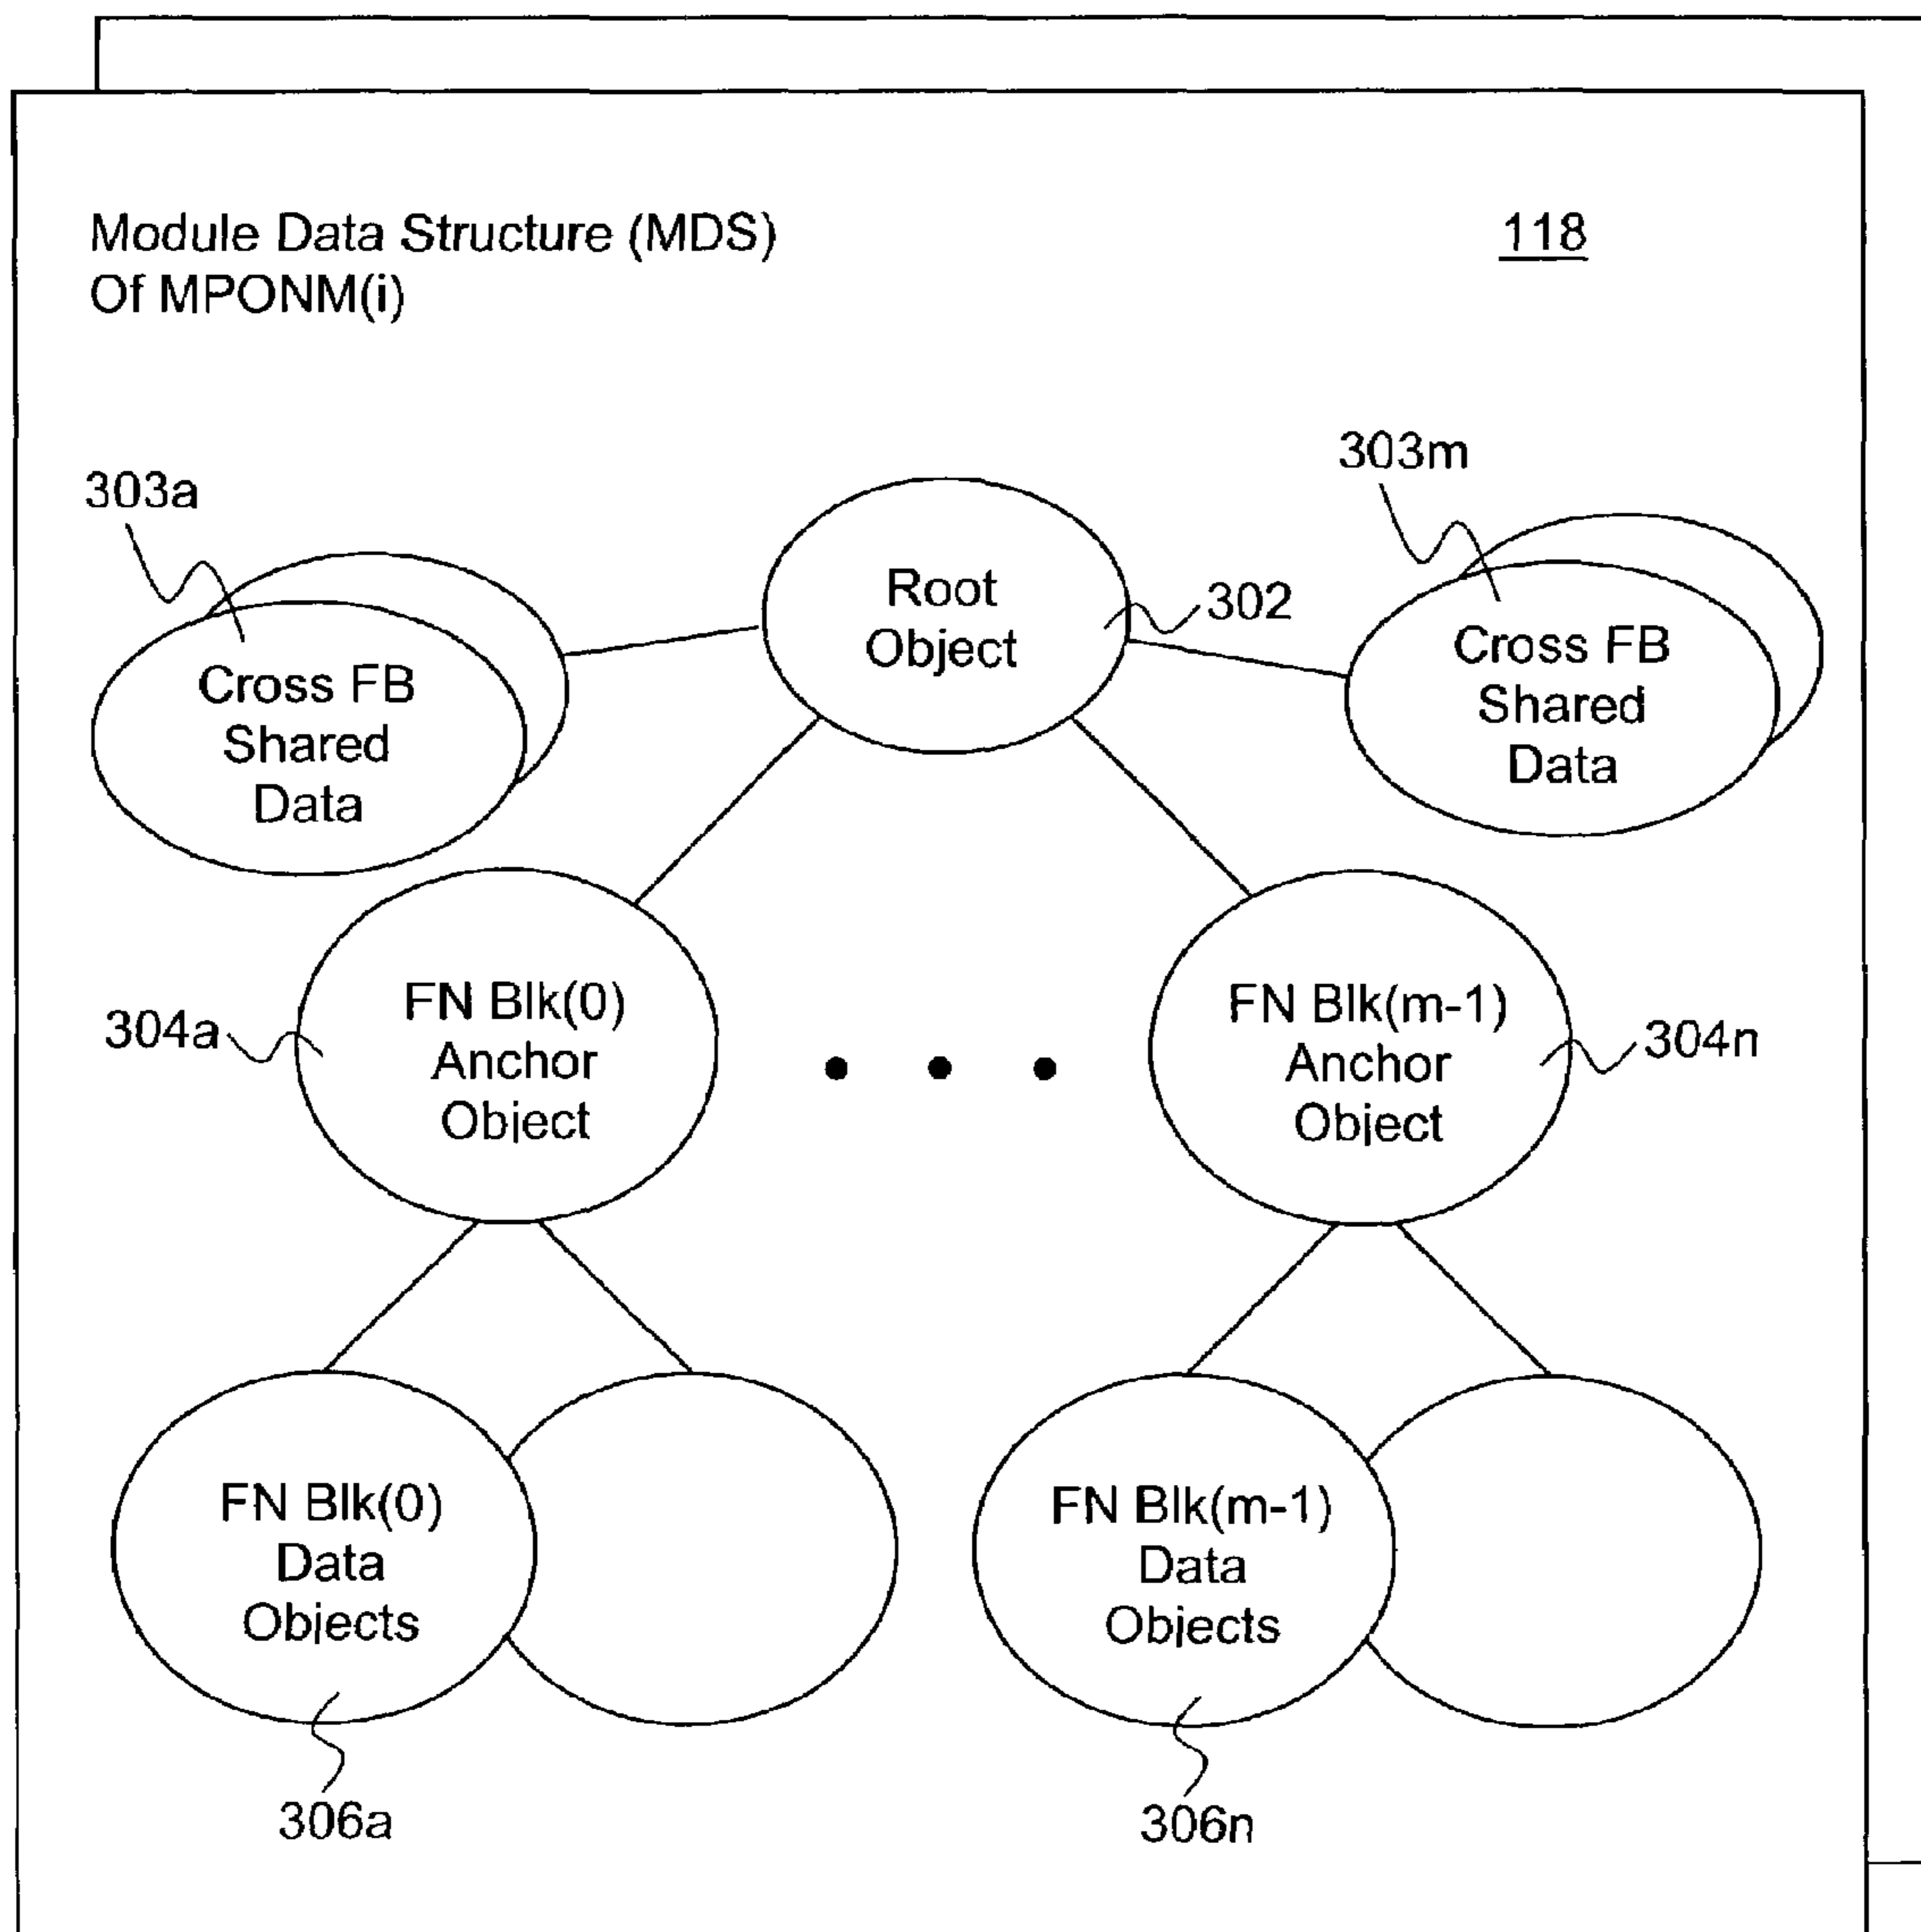 Module Data Structure (MDS)
Of MPONM(i)
118
303a
303m
Root
Object
302
Cross FB
Shared
Data
Cross FB
Shared
Data
304a
FN Blk(0)
Anchor
Object
FN Blk(m-1)
Anchor
Object
304n
FN Blk(0)
Data
Objects
FN Blk(m-1)
Data
Objects
306a
306n